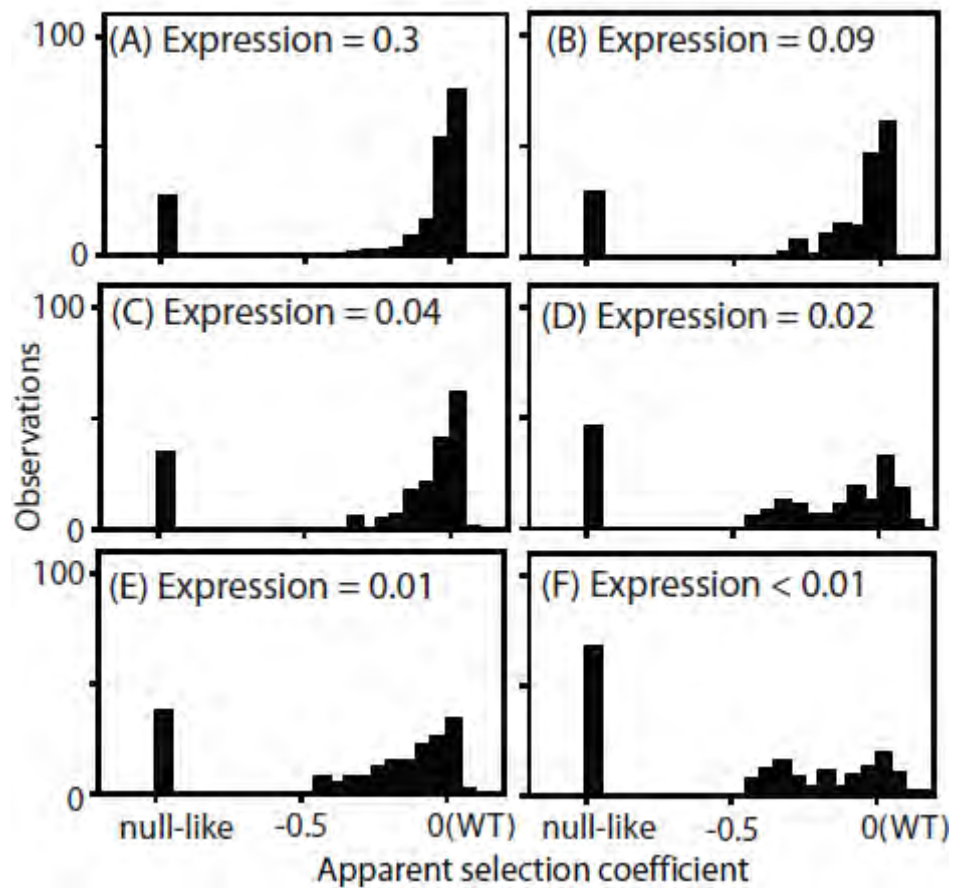 100
(A) Expression = 0.3
(B) Expression = 0.09
0
100
(C) Expression = 0.04
(D) Expression = 0.02
Observations
0
100
(E) Expression = 0.01
(F) Expression < 0.01
0
null-like -0.5 0(WT) null-like -0.5 0(WT)
Apparent selection coefficient